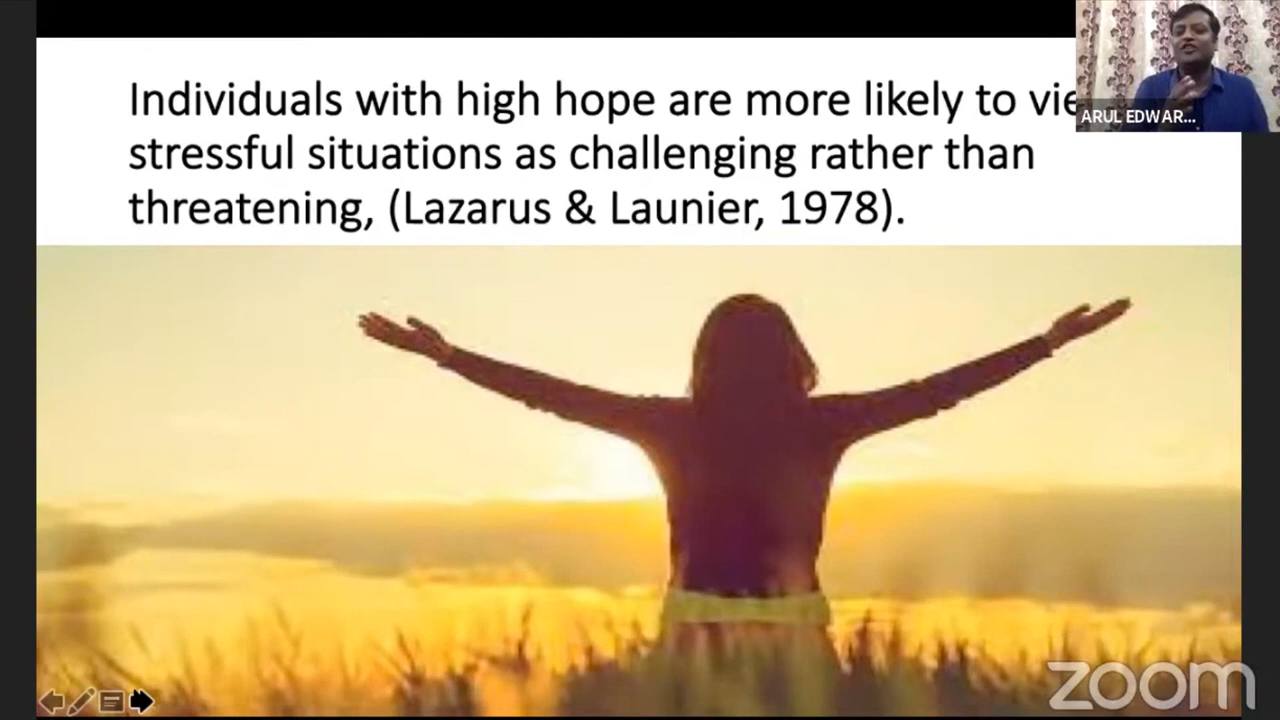 Individuals with high hope are more likely to vie
stressful situations as challenging rather than
threatening, (Lazarus & Launier, 1978).
ARUL EDWAR...
zoom